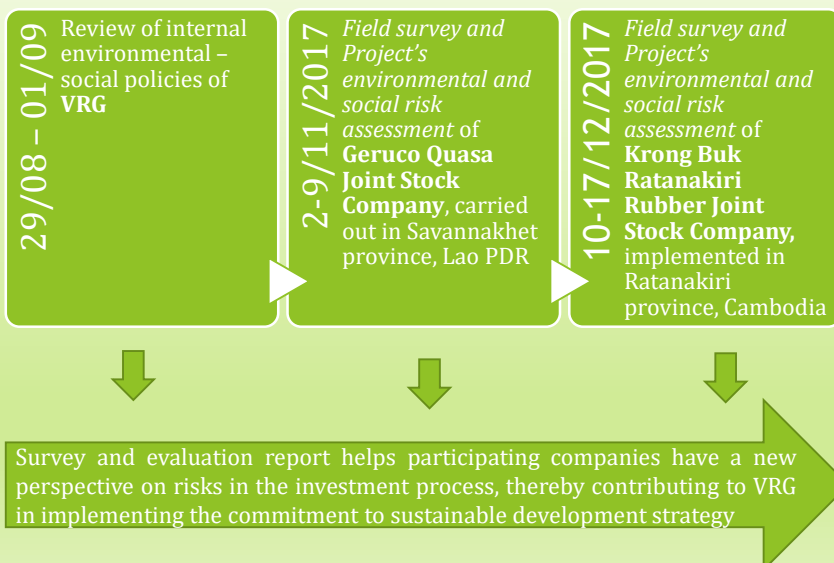 29/08 – 01/09
Review of internal
environmental –
social policies of
VRG
2-9/11/2017
Field survey and
Project's
environmental and
social risk
assessment of
Geruco Quasa
Joint Stock
Company, carried
out in Savannakhet
province, Lao PDR
10-17/12/2017
Field survey and
Project's
environmental and
social risk
assessment of
Krong Buk
Ratanakiri
Rubber Joint
Stock Company,
implemented in
Ratanakiri
province, Cambodia
Survey and evaluation report helps participating companies have a new
perspective on risks in the investment process, thereby contributing to VRG
in implementing the commitment to sustainable development strategy